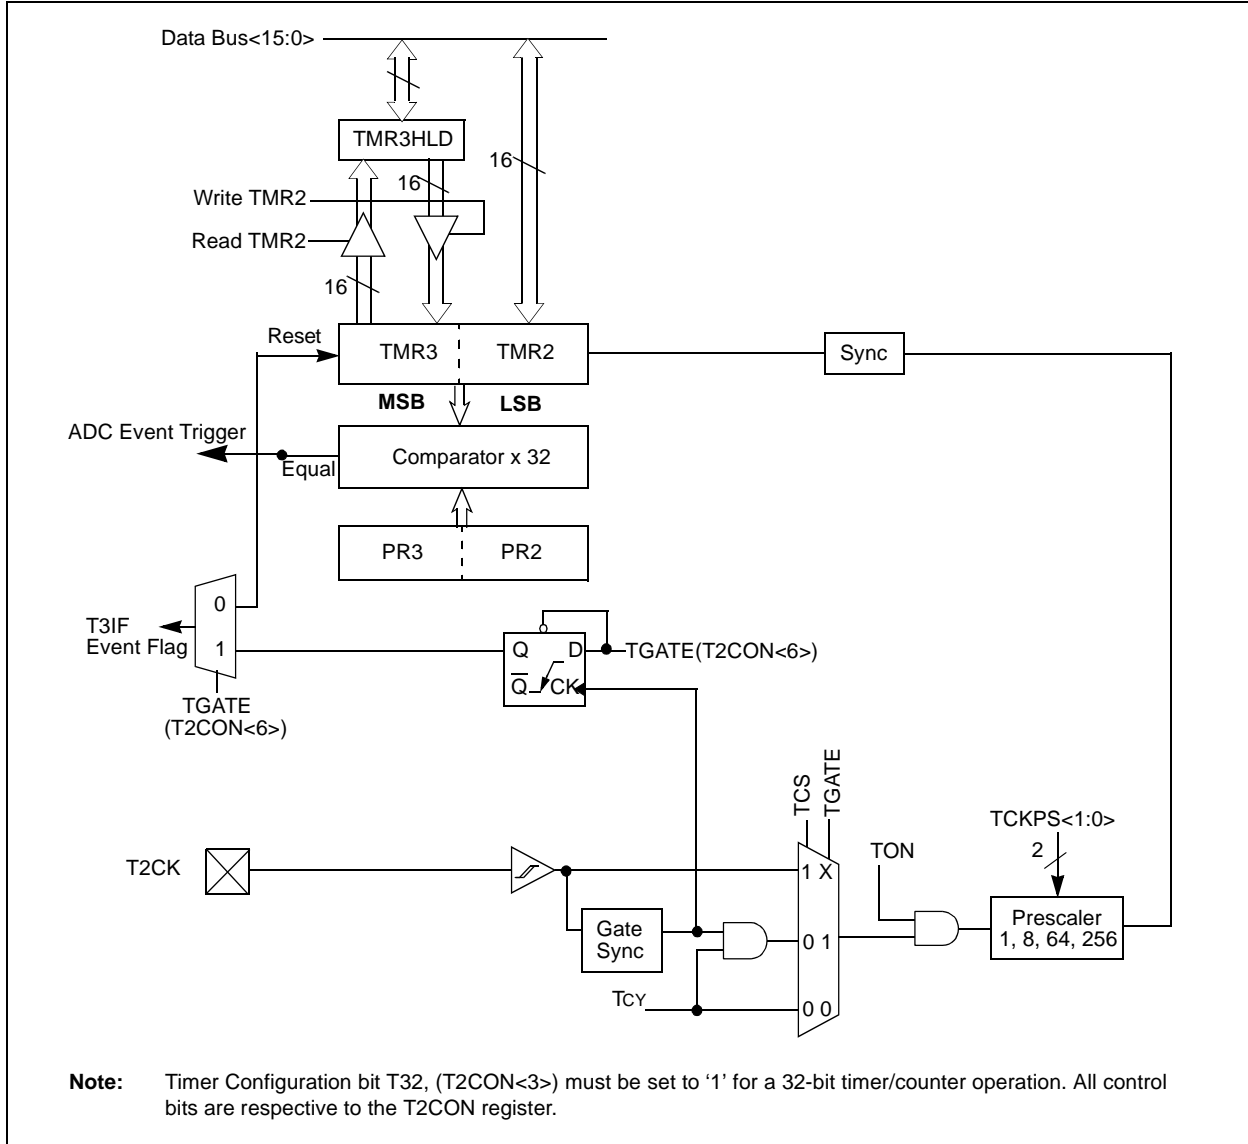 Data Bus<15:0>
TMR3HLD
16
16
Write TMR2
Read TMR2
16
Reset
TMR3
TMR2
Sync
MSB
LSB
ADC Event Trigger
Equal
Comparator x 32
PR3
PR2
0
T3IF
Event Flag
1
Q
D
TGATE(T2CON<6>)
Q
CK
TGATE
(T2CON<6>)
TCS
TGATE
TCKPS<1:0>
2
TON
T2CK
1 X
Prescaler
1, 8, 64, 256
Gate
Sync
0 1
TCY
0 0
Note: Timer Configuration bit T32, (T2CON<3>) must be set to ‘1’ for a 32-bit timer/counter operation. All control
bits are respective to the T2CON register.